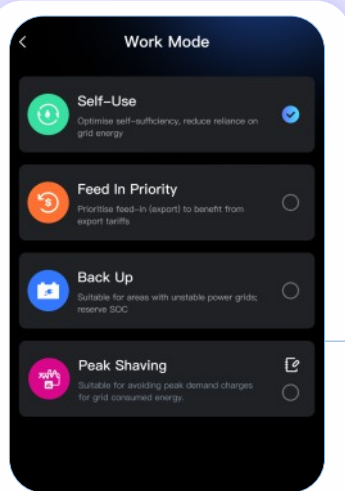 Work Mode
Self-Use
Optimise self-sufficiency, reduce reliance on
grid energy
Feed In Priority
Prioritise feed-in (export) to benefit from
export tariffs
Back Up
Suitable for areas with unstable power grids;
reserve SOC
Peak Shaving
Suitable for avoiding peak demand charges
for grid consumed energy.